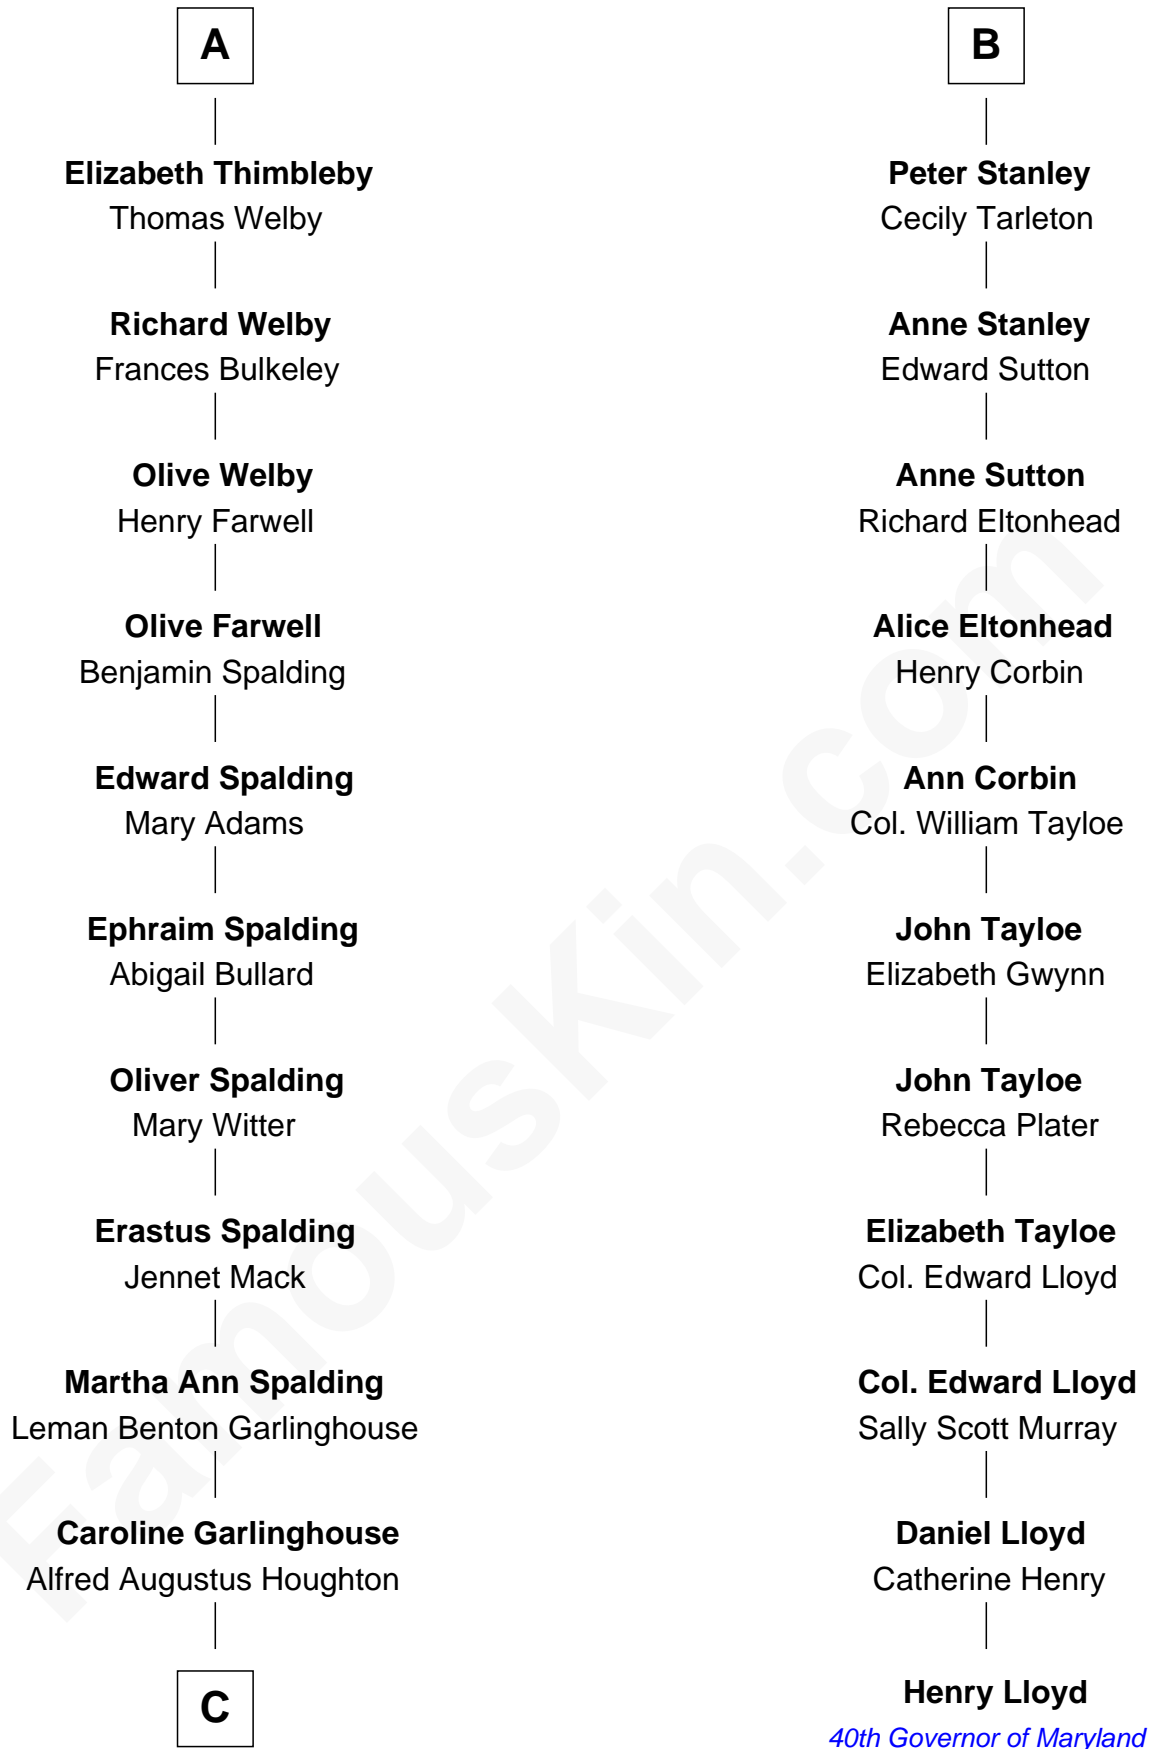 A
Elizabeth Thimbleby
Thomas Welby
Richard Welby
Frances Bulkeley
Olive Welby
Henry Farwell
Olive Farwell
Benjamin Spalding
Edward Spalding
Mary Adams
Ephraim Spalding
Abigail Bullard
Oliver Spalding
Mary Witter
Erastus Spalding
Jennet Mack
Martha Ann Spalding
Leman Benton Garlinghouse
Caroline Garlinghouse
Alfred Augustus Houghton
C
B
Peter Stanley
Cecily Tarleton
Anne Stanley
Edward Sutton
Anne Sutton
Richard Eltonhead
Alice Eltonhead
Henry Corbin
Ann Corbin
Col. William Tayloe
John Tayloe
Elizabeth Gwynn
John Tayloe
Rebecca Plater
Elizabeth Tayloe
Col. Edward Lloyd
Col. Edward Lloyd
Sally Scott Murray
Daniel Lloyd
Catherine Henry
Henry Lloyd
40th Governor of Maryland
FamousKin.com